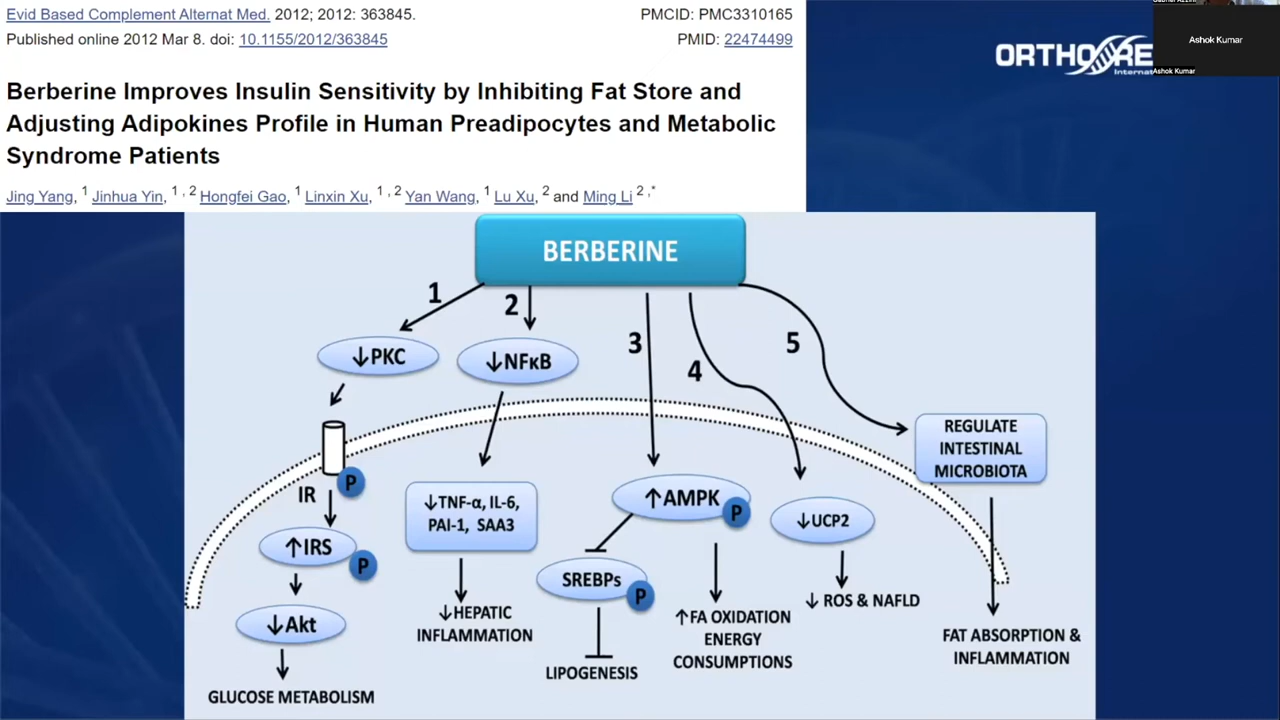 Evid Based Complement Alternat Med. 2012; 2012: 363845.
PMCID: PMC3310165
Published online 2012 Mar 8. doi: 10.1155/2012/363845
PMID: 22474499
Berberine Improves Insulin Sensitivity by Inhibiting Fat Store and
Adjusting Adipokines Profile in Human Preadipocytes and Metabolic
Syndrome Patients
Jing Yang, 1 Jinhua Yin, 1 , 2 Hongfei Gao, 1 Linxin Xu, 1 , 2 Yan Wang, 1 Lu Xu, 2 and Ming Li 2 ,*
Ashok Kumar
Ashok Kumar
BERBERINE
1
2
3
4
5
↓PKC
↓NFκB
REGULATE
INTESTINAL
MICROBIOTA
IR
P
↓TNF-α, IL-6,
PAI-1, SAA3
↑AMPK
P
↓UCP2
↑IRS
P
SREBPs
P
↓Akt
↓HEPATIC
INFLAMMATION
↑FA OXIDATION
ENERGY
CONSUMPTIONS
↓ ROS & NAFLD
FAT ABSORPTION &
INFLAMMATION
LIPOGENESIS
GLUCOSE METABOLISM